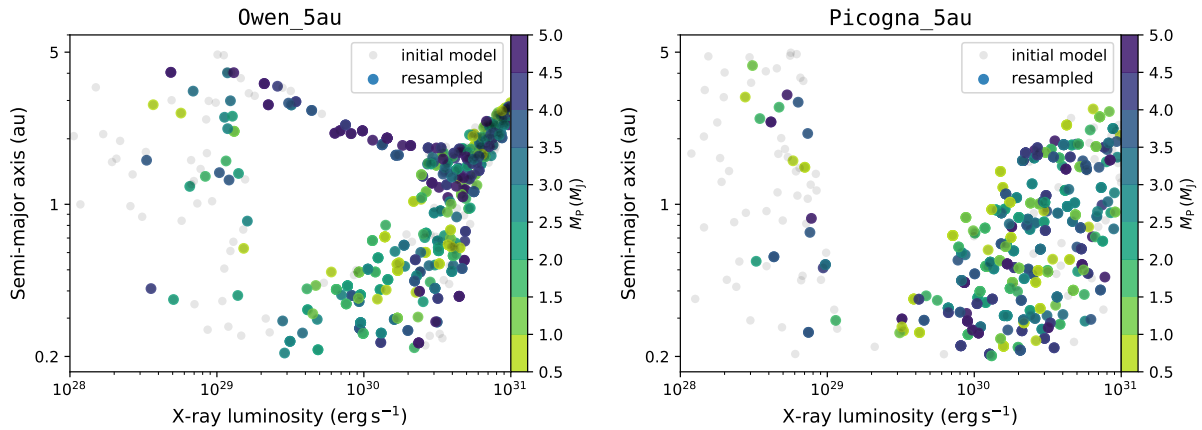 Owen_5au
initial model
resampled
5
1
0.2
Semi-major axis (au)
10^28
10^29
10^30
10^31
X-ray luminosity (erg s^−1)
5.0
4.5
4.0
3.5
3.0
2.5
2.0
1.5
1.0
0.5
M_P (M_J)
Picogna_5au
initial model
resampled
5
1
0.2
Semi-major axis (au)
10^28
10^29
10^30
10^31
X-ray luminosity (erg s^−1)
5.0
4.5
4.0
3.5
3.0
2.5
2.0
1.5
1.0
0.5
M_P (M_J)